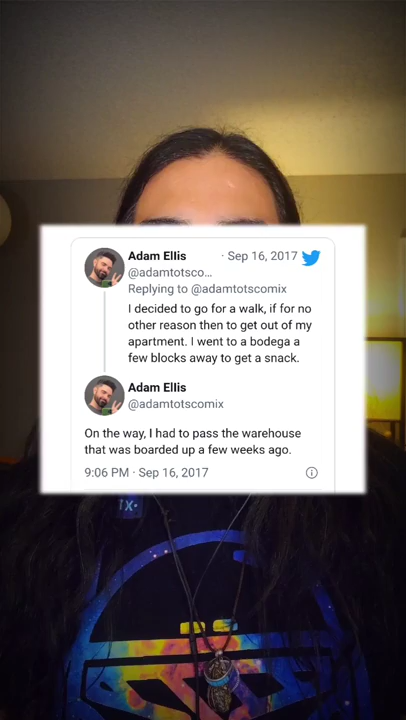 Adam Ellis · Sep 16, 2017
@adamtotsco...
Replying to @adamtotscomix
I decided to go for a walk, if for no
other reason then to get out of my
apartment. I went to a bodega a
few blocks away to get a snack.
Adam Ellis
@adamtotscomix
On the way, I had to pass the warehouse
that was boarded up a few weeks ago.
9:06 PM · Sep 16, 2017